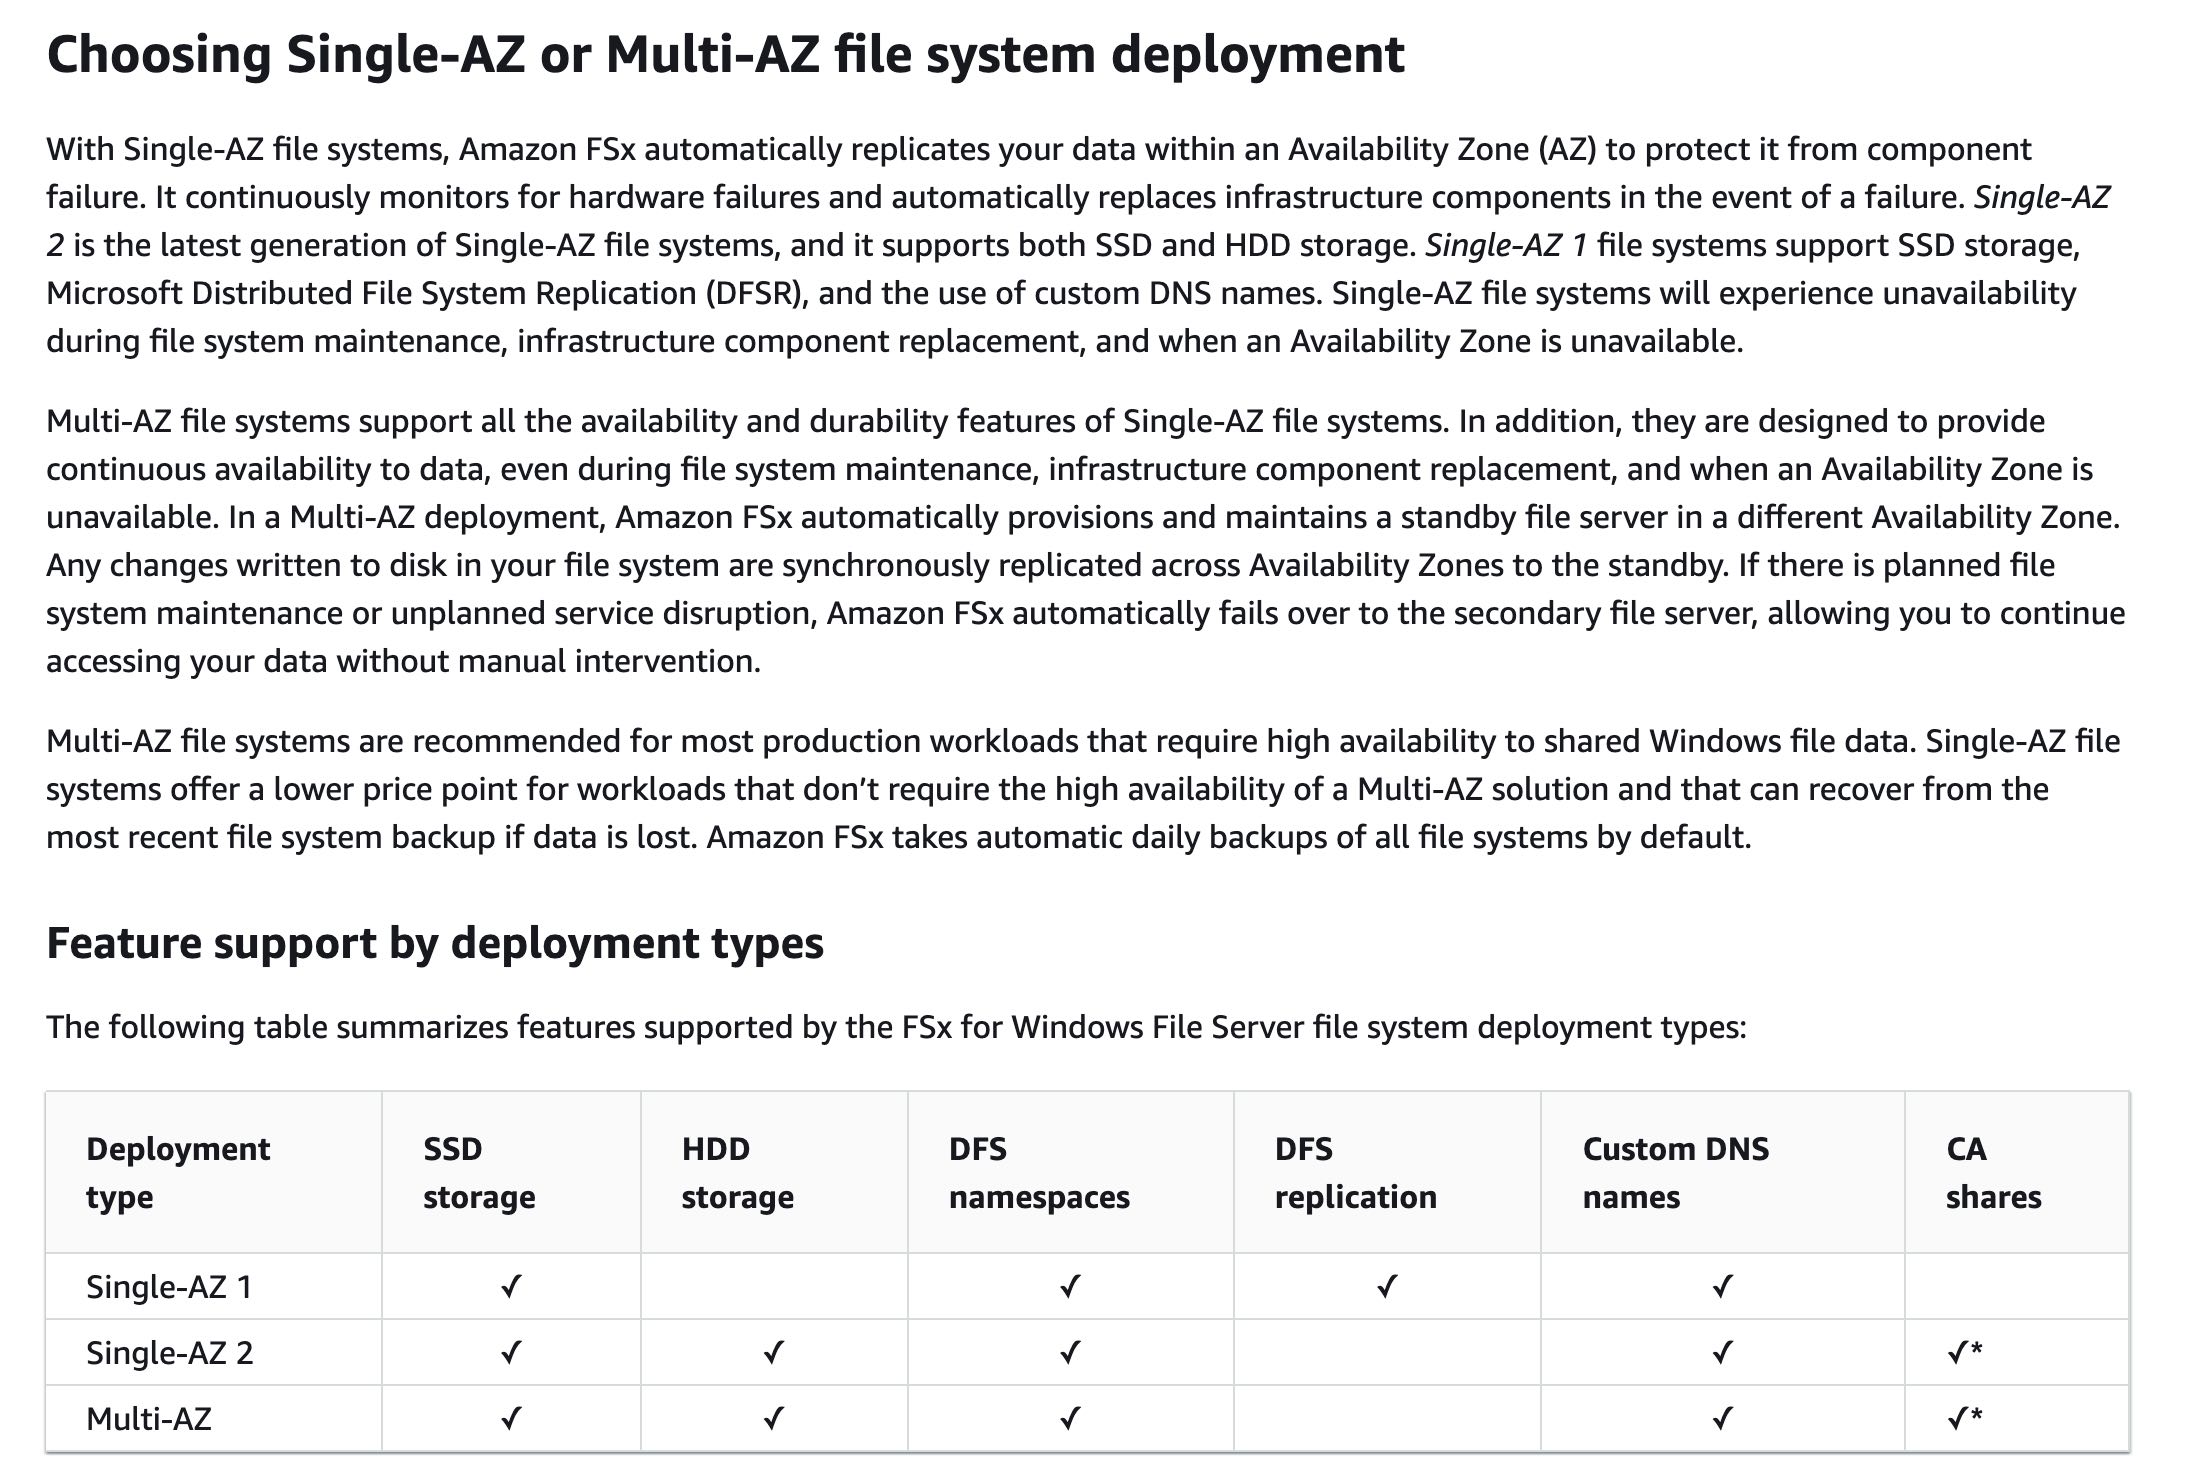 Choosing Single-AZ or Multi-AZ file system deployment
With Single-AZ file systems, Amazon FSx automatically replicates your data within an Availability Zone (AZ) to protect it from component
failure. It continuously monitors for hardware failures and automatically replaces infrastructure components in the event of a failure. Single-AZ
2 is the latest generation of Single-AZ file systems, and it supports both SSD and HDD storage. Single-AZ 1 file systems support SSD storage,
Microsoft Distributed File System Replication (DFSR), and the use of custom DNS names. Single-AZ file systems will experience unavailability
during file system maintenance, infrastructure component replacement, and when an Availability Zone is unavailable.
Multi-AZ file systems support all the availability and durability features of Single-AZ file systems. In addition, they are designed to provide
continuous availability to data, even during file system maintenance, infrastructure component replacement, and when an Availability Zone is
unavailable. In a Multi-AZ deployment, Amazon FSx automatically provisions and maintains a standby file server in a different Availability Zone.
Any changes written to disk in your file system are synchronously replicated across Availability Zones to the standby. If there is planned file
system maintenance or unplanned service disruption, Amazon FSx automatically fails over to the secondary file server, allowing you to continue
accessing your data without manual intervention.
Multi-AZ file systems are recommended for most production workloads that require high availability to shared Windows file data. Single-AZ file
systems offer a lower price point for workloads that don’t require the high availability of a Multi-AZ solution and that can recover from the
most recent file system backup if data is lost. Amazon FSx takes automatic daily backups of all file systems by default.
Feature support by deployment types
The following table summarizes features supported by the FSx for Windows File Server file system deployment types:
Deployment type SSD storage HDD storage DFS namespaces DFS replication Custom DNS names CA shares
Single-AZ 1 ✓ ✓ ✓ ✓
Single-AZ 2 ✓ ✓ ✓ ✓ ✓*
Multi-AZ ✓ ✓ ✓ ✓ ✓*